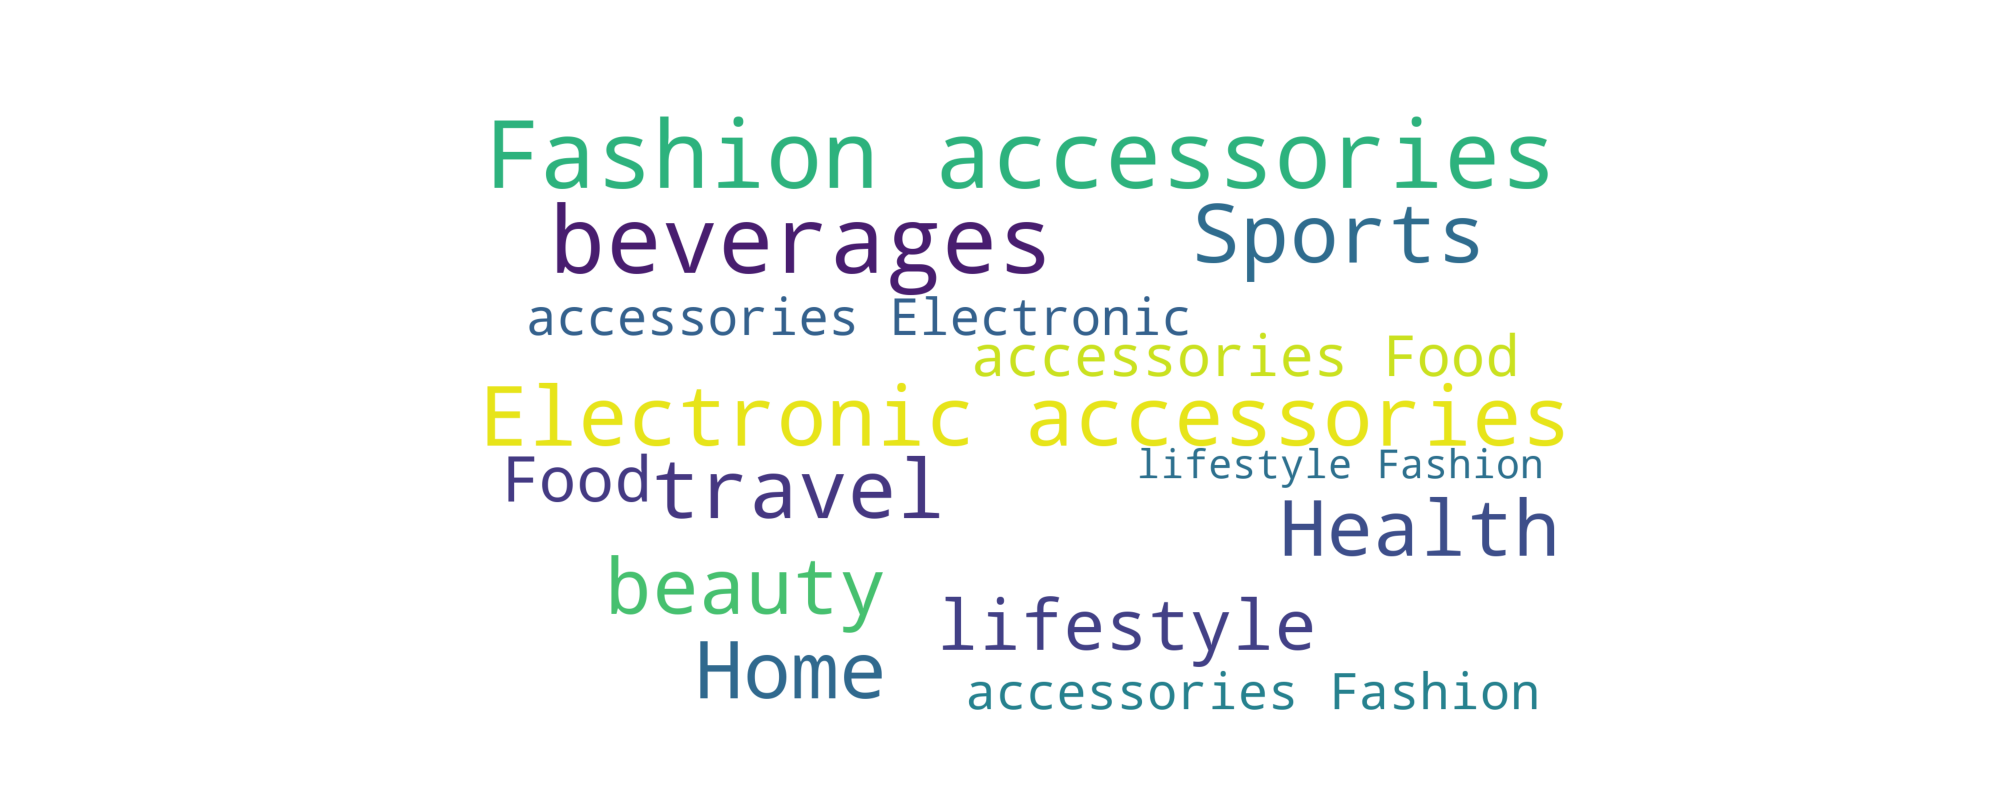 Fashion accessories
beverages Sports
accessories Electronic
accessories Food
Electronic accessories
Food travel
lifestyle Fashion
Health
beauty
lifestyle
Home
accessories Fashion